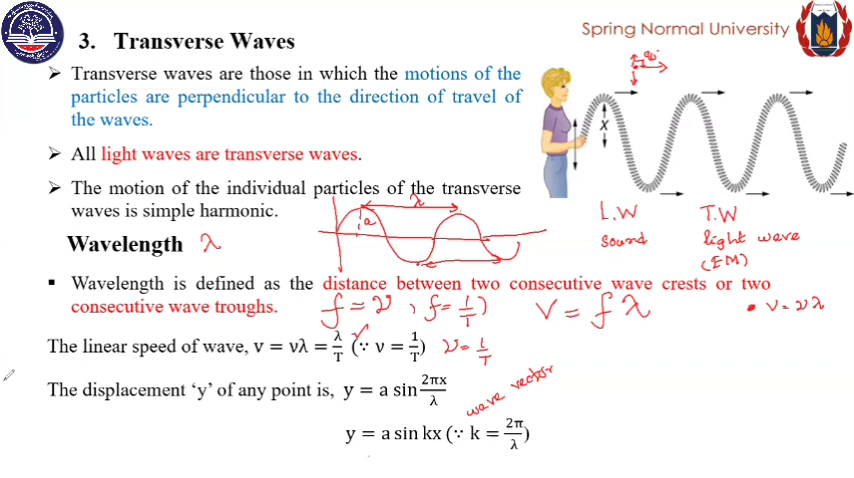 Spring Normal University
3. Transverse Waves
➢ Transverse waves are those in which the motions of the
particles are perpendicular to the direction of travel of
the waves.
➢ All light waves are transverse waves.
➢ The motion of the individual particles of the transverse
waves is simple harmonic.
90°
X
L.W
sound
T.W
light wave
(EM)
λ
a
Wavelength λ
▪ Wavelength is defined as the distance between two consecutive wave crests or two
consecutive wave troughs.
f = ν , f = 1/T)
v = f λ
• v = νλ
The linear speed of wave, v = νλ = λ/T (∵ ν = 1/T) ν = 1/T
The displacement ‘y’ of any point is, y = a sin 2πx/λ
wave vector
y = a sin kx (∵ k = 2π/λ)